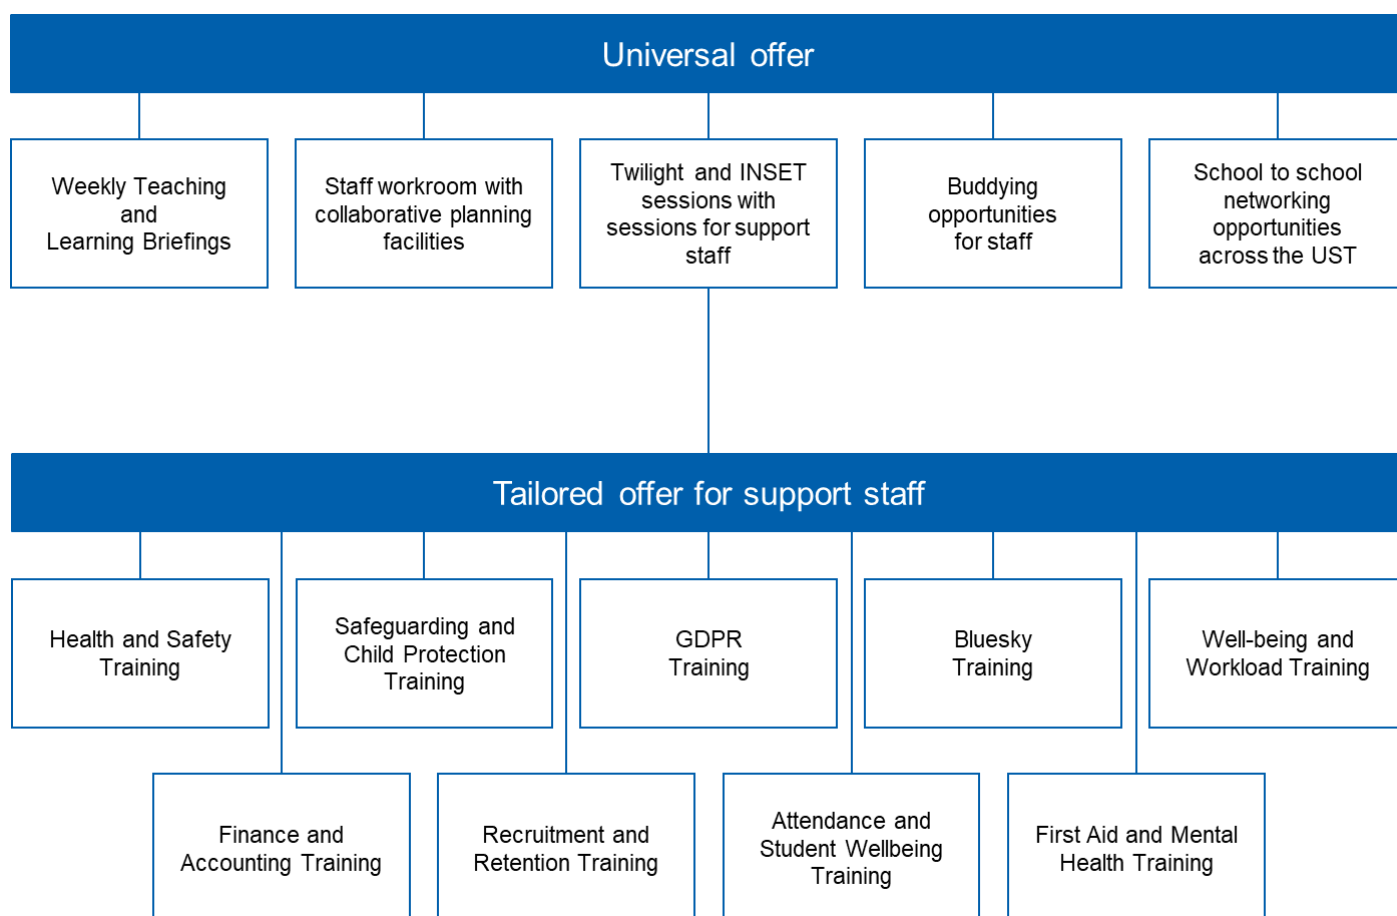 Universal offer
Weekly Teaching
and
Learning Briefings
Staff workroom with
collaborative planning
facilities
Twilight and INSET
sessions with
sessions for support
staff
Buddying
opportunities
for staff
School to school
networking
opportunities
across the UST
Tailored offer for support staff
Health and Safety
Training
Safeguarding and
Child Protection
Training
GDPR
Training
Bluesky
Training
Well-being and
Workload Training
Finance and
Accounting Training
Recruitment and
Retention Training
Attendance and
Student Wellbeing
Training
First Aid and Mental
Health Training